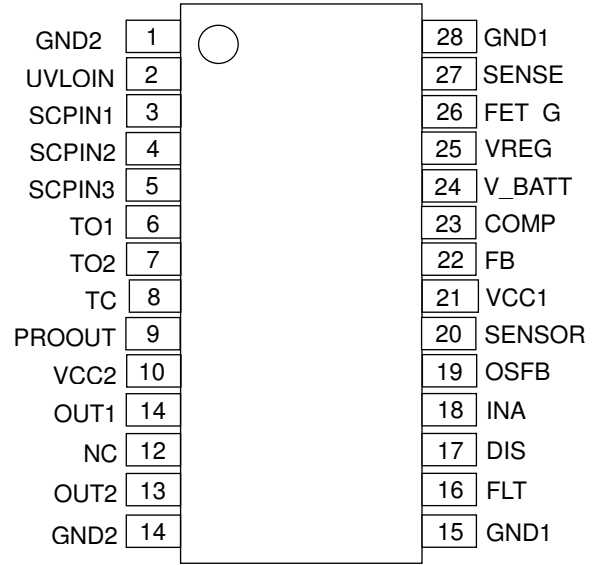 GND2 1 28 GND1
UVLOIN 2 27 SENSE
SCPIN1 3 26 FET G
SCPIN2 4 25 VREG
SCPIN3 5 24 V_BATT
TO1 6 23 COMP
TO2 7 22 FB
TC 8 21 VCC1
PROOUT 9 20 SENSOR
VCC2 10 19 OSFB
OUT1 14 18 INA
NC 12 17 DIS
OUT2 13 16 FLT
GND2 14 15 GND1